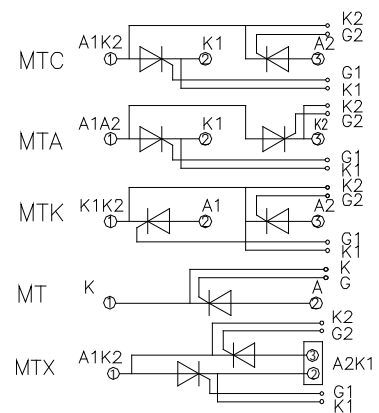 K2
A1K2 K1 A2 G2
MTC 1 2 3
G1
K1
A1A2 K1 K2 K2
G2
MTA 1 2 3
G1
K1
K2
K1K2 A1 A2 G2
MTK 1 2 3
G1
K1
K
K A G
MT 1 2
K2
G2
3
A1K2 A2K1
MTX 1 2
G1
K1